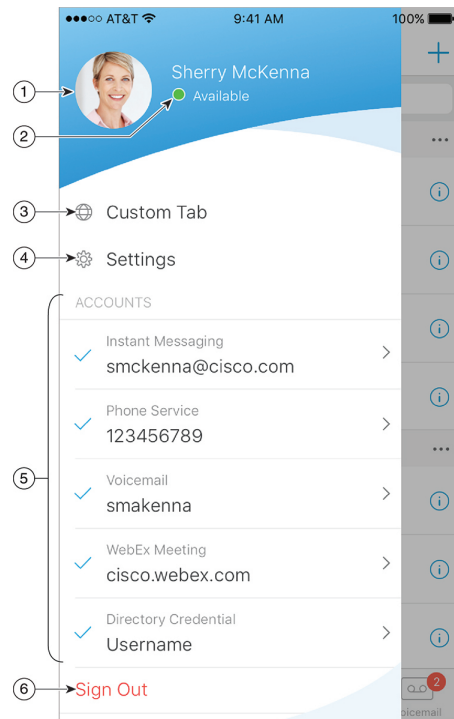 ●●●○○ AT&T 9:41 AM 100%
Sherry McKenna
Available
1
2
3
Custom Tab
4
Settings
ACCOUNTS
Instant Messaging
smckenna@cisco.com
Phone Service
123456789
5
Voicemail
smakenna
WebEx Meeting
cisco.webex.com
Directory Credential
Username
6
Sign Out
2
oicemail